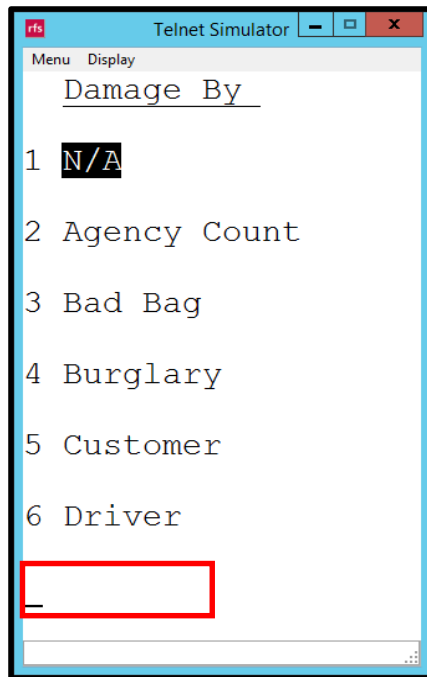 rfs Telnet Simulator
Menu Display
Damage By
1 N/A
2 Agency Count
3 Bad Bag
4 Burglary
5 Customer
6 Driver
_